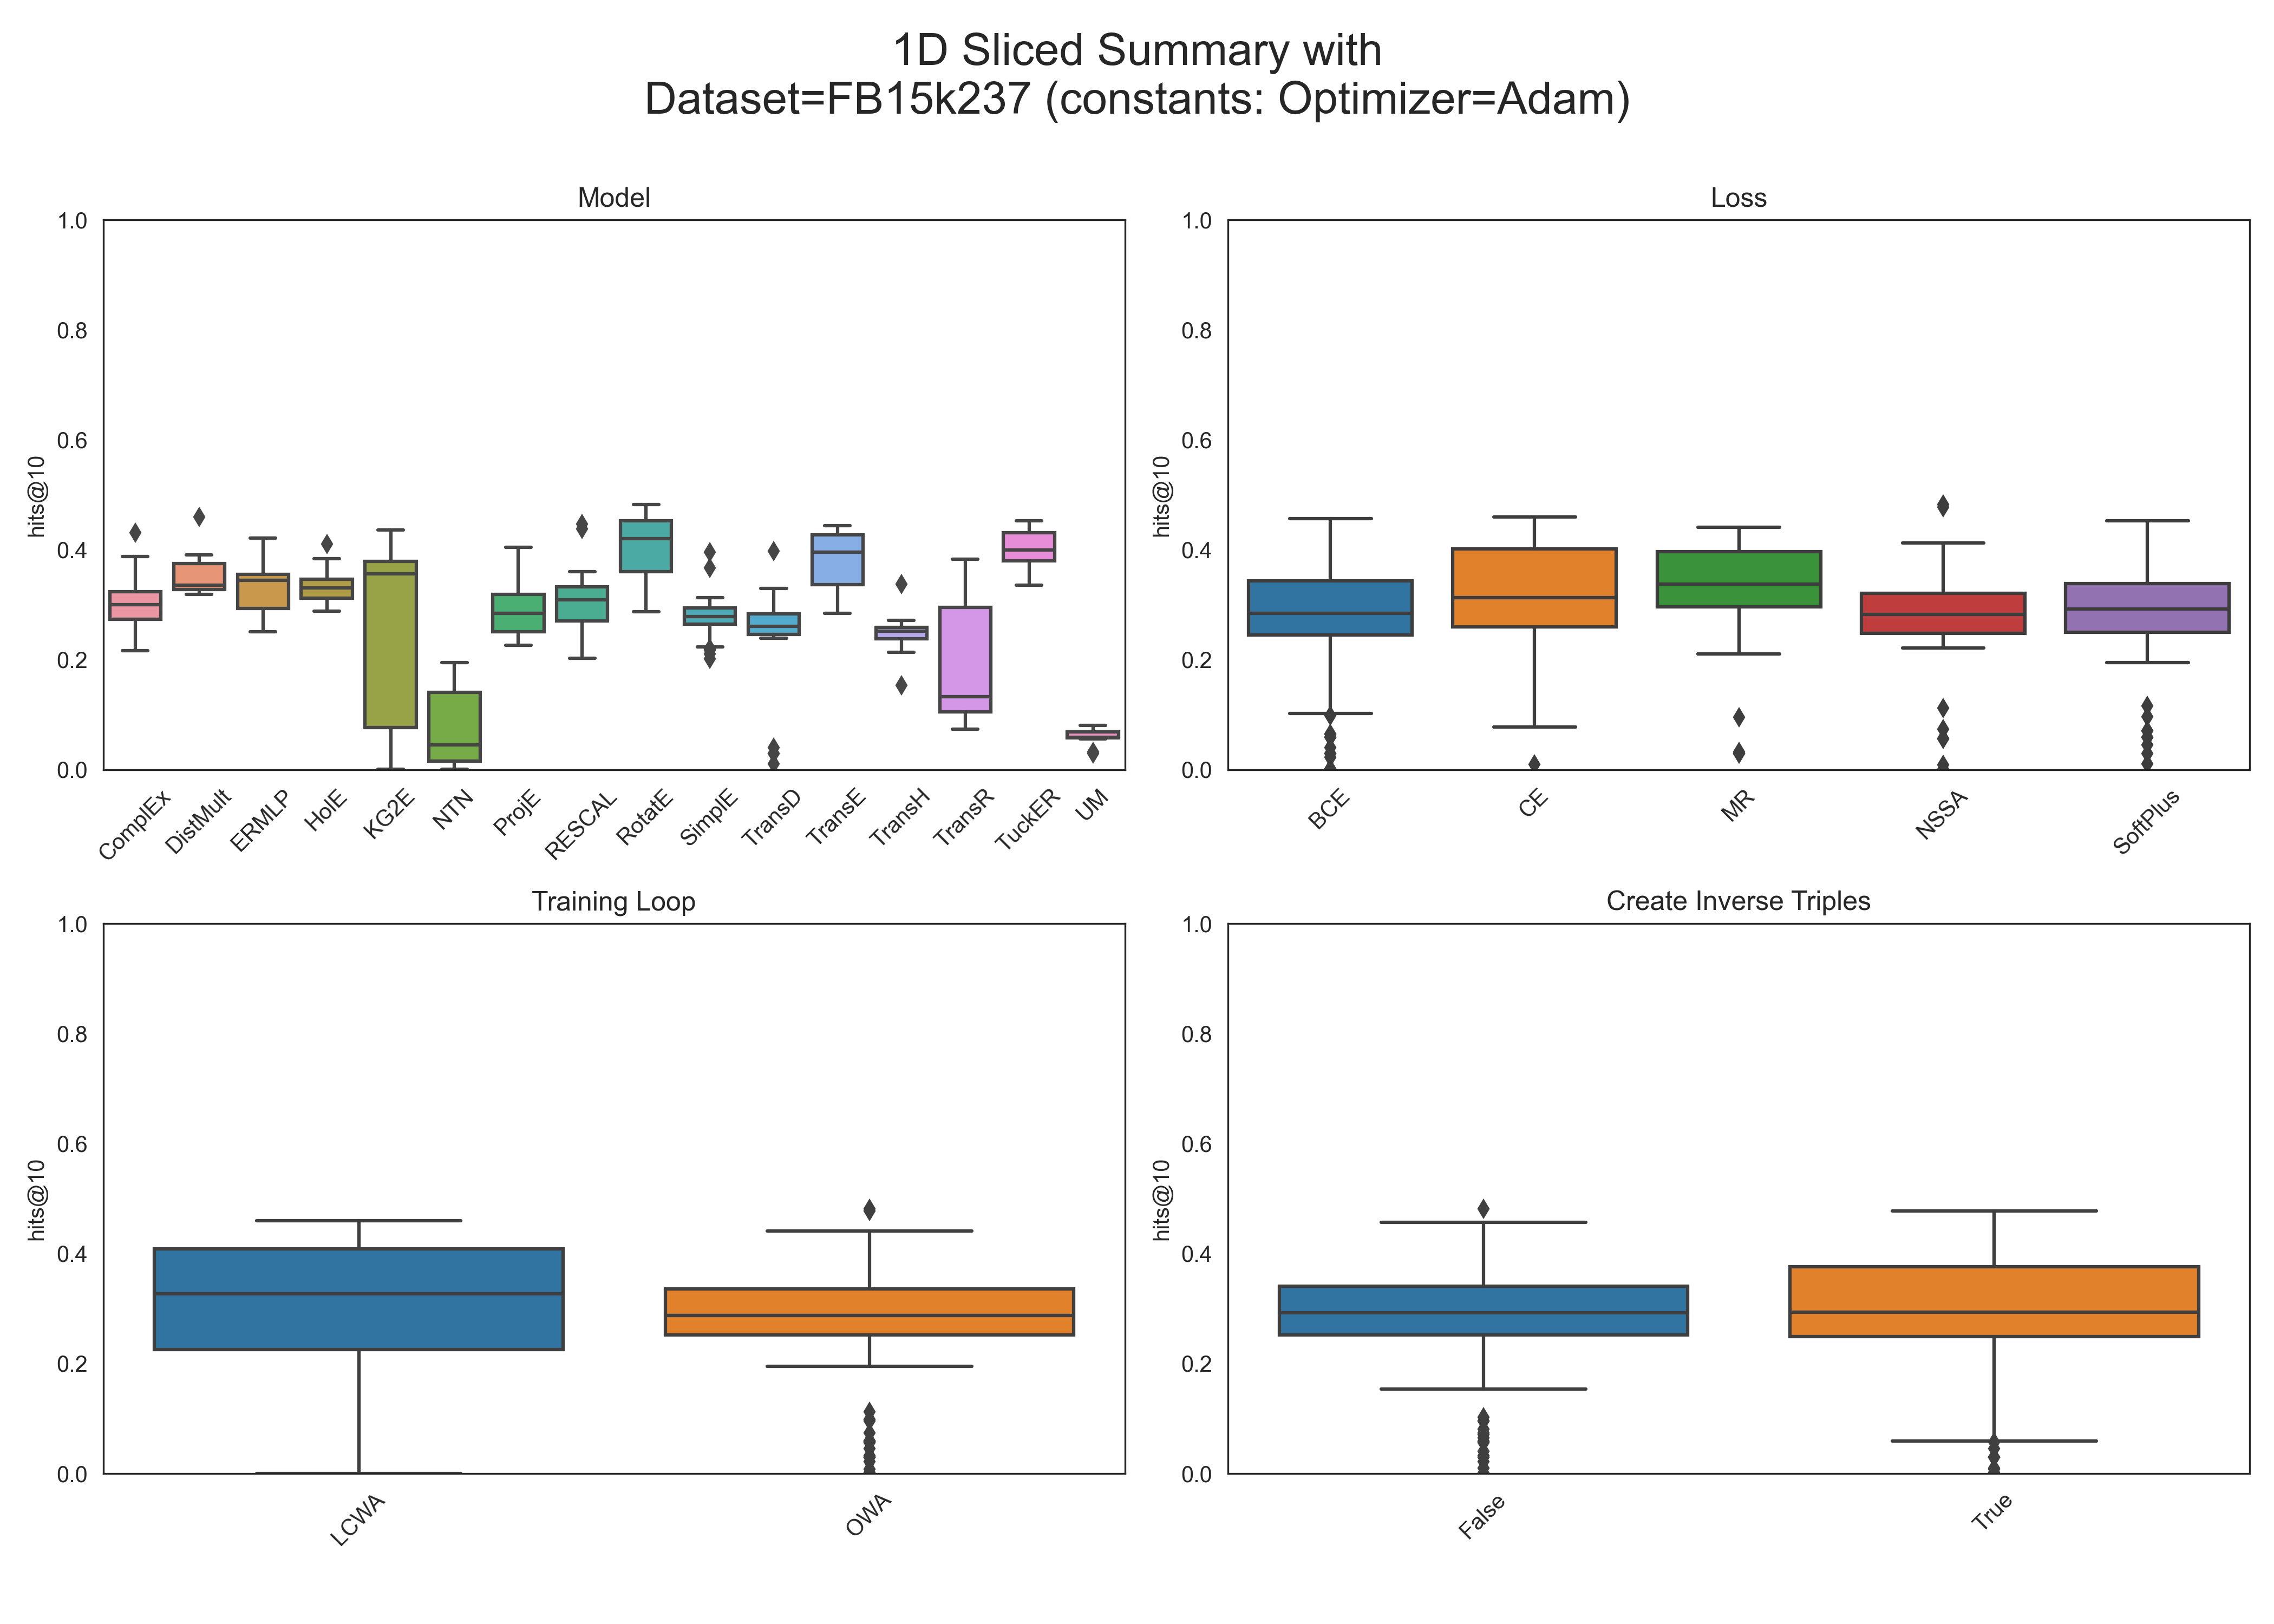 1D Sliced Summary with
Dataset=FB15k237 (constants: Optimizer=Adam)
Model
1.0
0.8
0.6
0.4
0.2
0.0
hits@10
ComplEx
DistMult
ERMLP
HolE
KG2E
NTN
ProjE
RESCAL
RotatE
SimplE
TransD
TransE
TransH
TransR
TuckER
UM
Loss
1.0
0.8
0.6
0.4
0.2
0.0
hits@10
BCE
CE
MR
NSSA
SoftPlus
Training Loop
1.0
0.8
0.6
0.4
0.2
0.0
hits@10
LCWA
OWA
Create Inverse Triples
1.0
0.8
0.6
0.4
0.2
0.0
hits@10
False
True